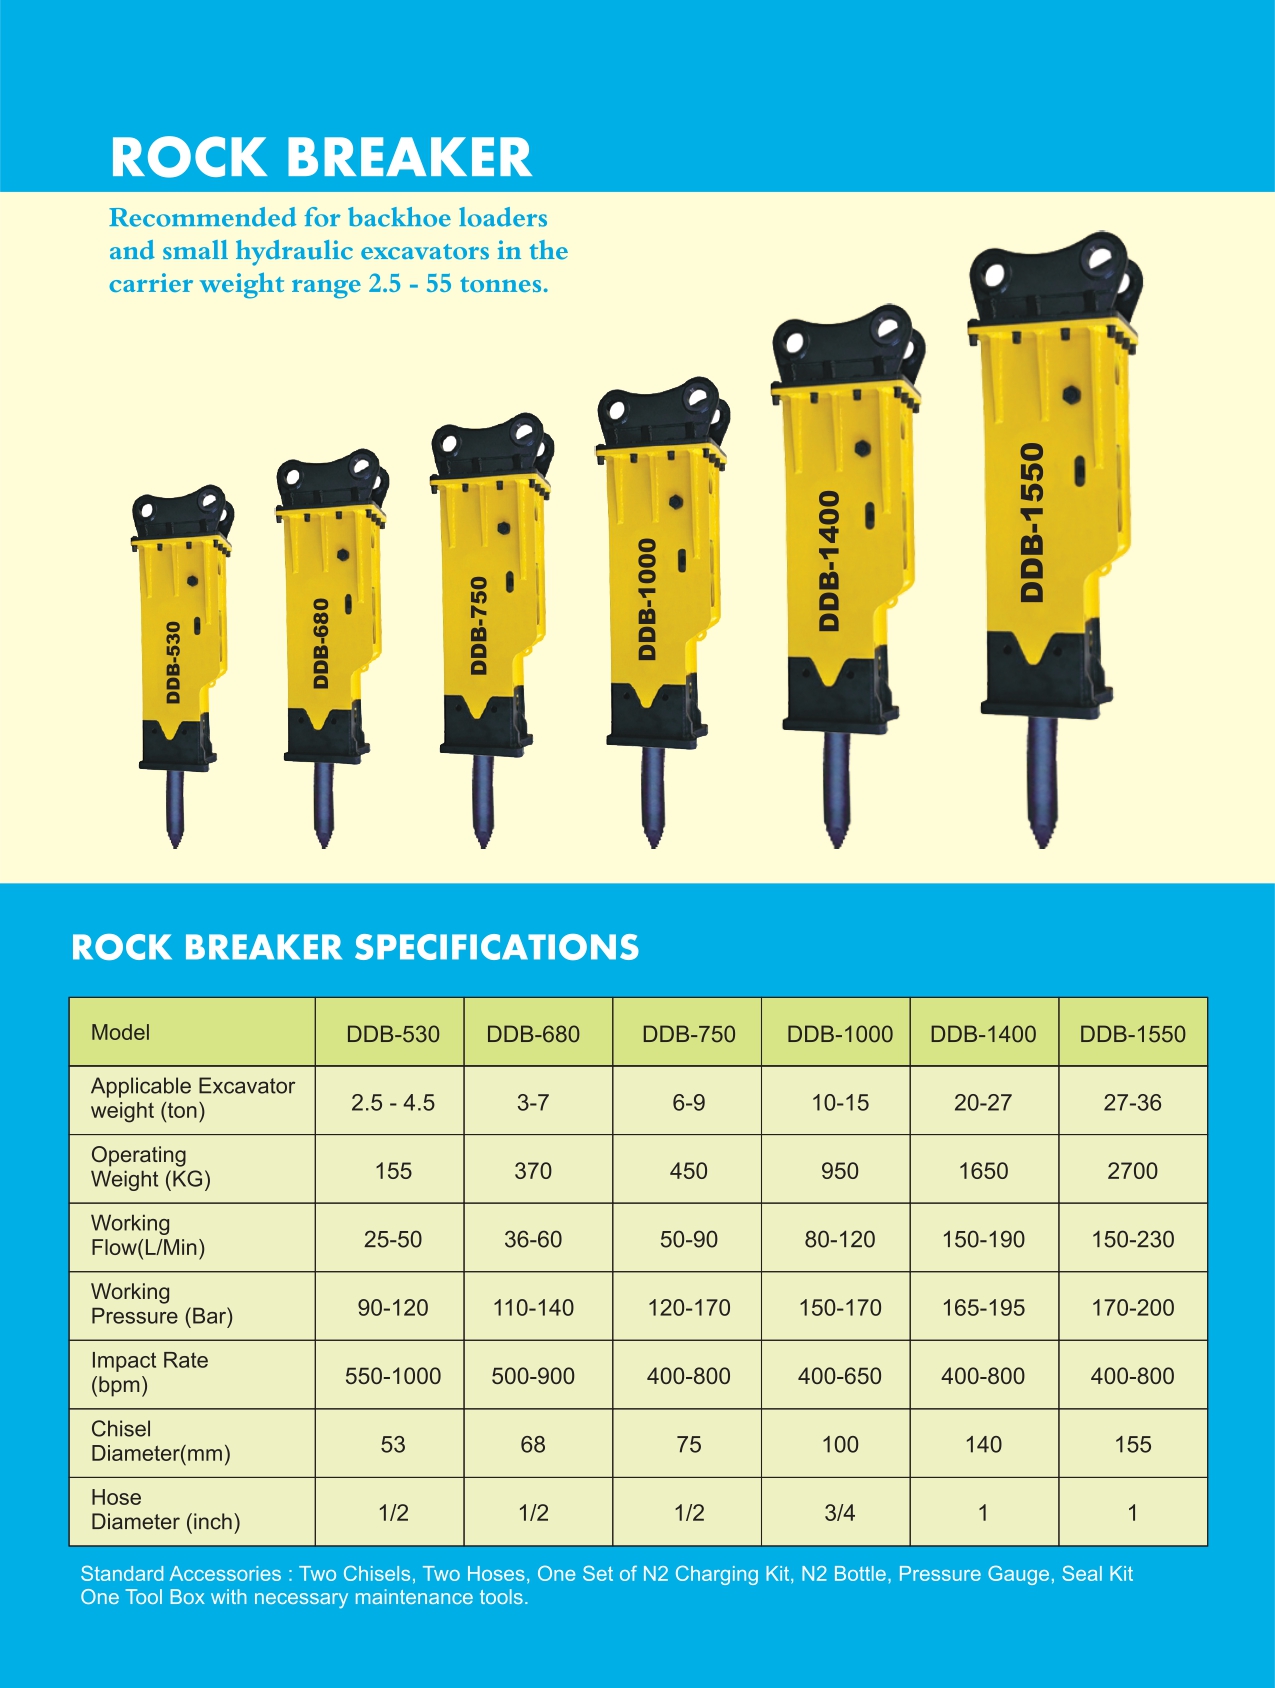 ROCK BREAKER
Recommended for backhoe loaders
and small hydraulic excavators in the
carrier weight range 2.5 - 55 tonnes.
DDB-530
DDB-680
DDB-750
DDB-1000
DDB-1400
DDB-1550
ROCK BREAKER SPECIFICATIONS
Model DDB-530 DDB-680 DDB-750 DDB-1000 DDB-1400 DDB-1550
Applicable Excavator
weight (ton) 2.5 - 4.5 3-7 6-9 10-15 20-27 27-36
Operating
Weight (KG) 155 370 450 950 1650 2700
Working
Flow(L/Min) 25-50 36-60 50-90 80-120 150-190 150-230
Working
Pressure (Bar) 90-120 110-140 120-170 150-170 165-195 170-200
Impact Rate
(bpm) 550-1000 500-900 400-800 400-650 400-800 400-800
Chisel
Diameter(mm) 53 68 75 100 140 155
Hose
Diameter (inch) 1/2 1/2 1/2 3/4 1 1
Standard Accessories : Two Chisels, Two Hoses, One Set of N2 Charging Kit, N2 Bottle, Pressure Gauge, Seal Kit
One Tool Box with necessary maintenance tools.